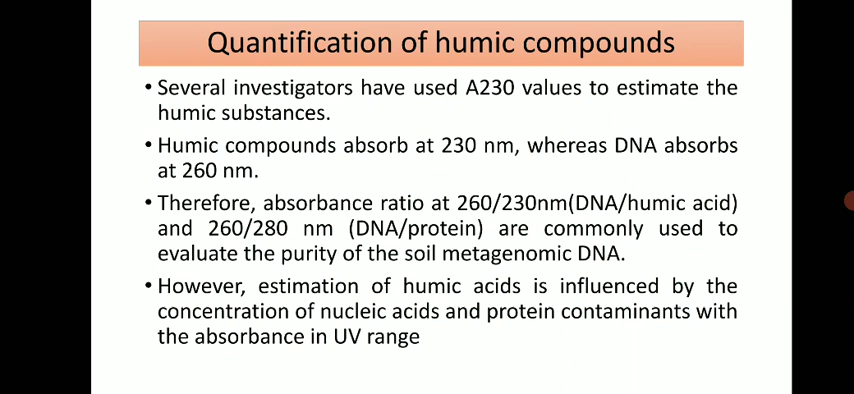 Quantification of humic compounds
• Several investigators have used A230 values to estimate the
humic substances.
• Humic compounds absorb at 230 nm, whereas DNA absorbs
at 260 nm.
• Therefore, absorbance ratio at 260/230nm(DNA/humic acid)
and 260/280 nm (DNA/protein) are commonly used to
evaluate the purity of the soil metagenomic DNA.
• However, estimation of humic acids is influenced by the
concentration of nucleic acids and protein contaminants with
the absorbance in UV range